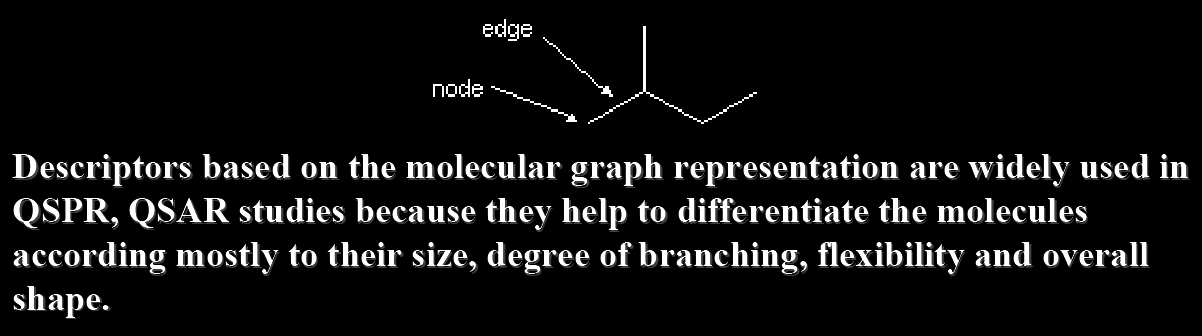 edge
node
Descriptors based on the molecular graph representation are widely used in
QSPR, QSAR studies because they help to differentiate the molecules
according mostly to their size, degree of branching, flexibility and overall
shape.